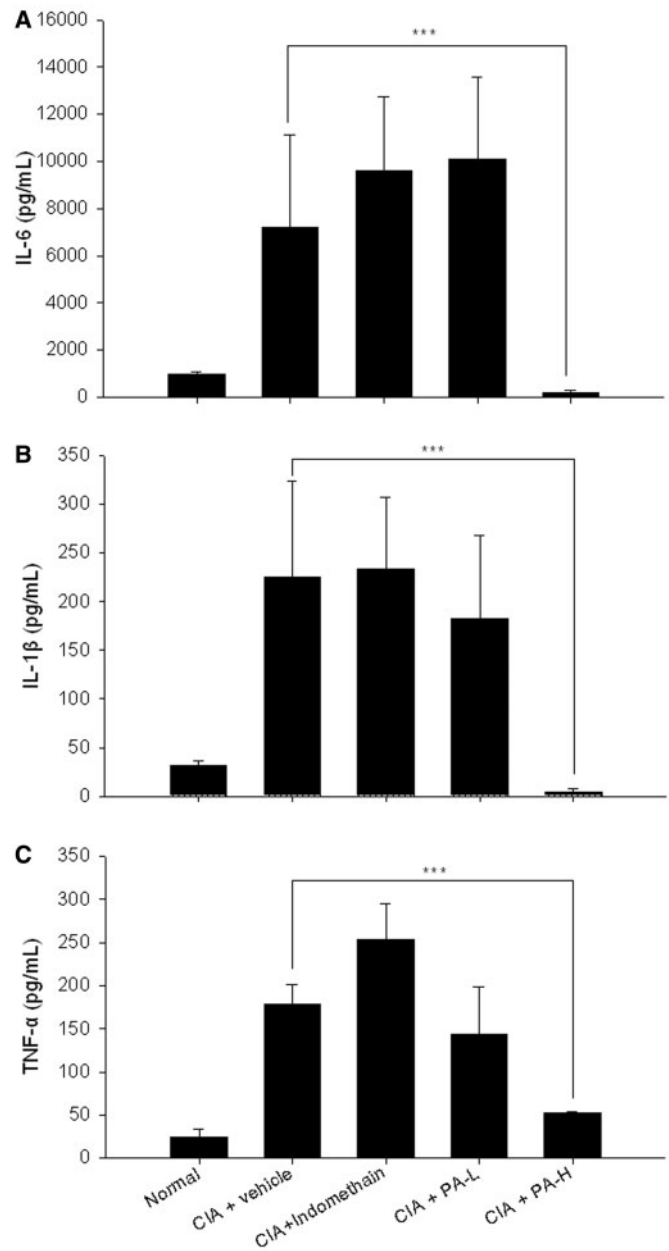 A
***
16000
14000
12000
10000
8000
6000
4000
2000
0
IL-6 (pg/mL)
B
***
350
300
250
200
150
100
50
0
IL-1β (pg/mL)
C
***
350
300
250
200
150
100
50
0
TNF-α (pg/mL)
Normal
CIA + vehicle
CIA+Indomethain
CIA + PA-L
CIA + PA-H